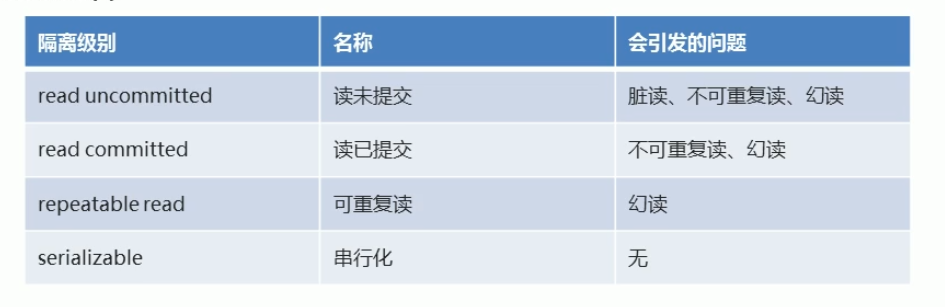 隔离级别 名称 会引发的问题
read uncommitted 读未提交 脏读、不可重复读、幻读
read committed 读已提交 不可重复读、幻读
repeatable read 可重复读 幻读
serializable 串行化 无